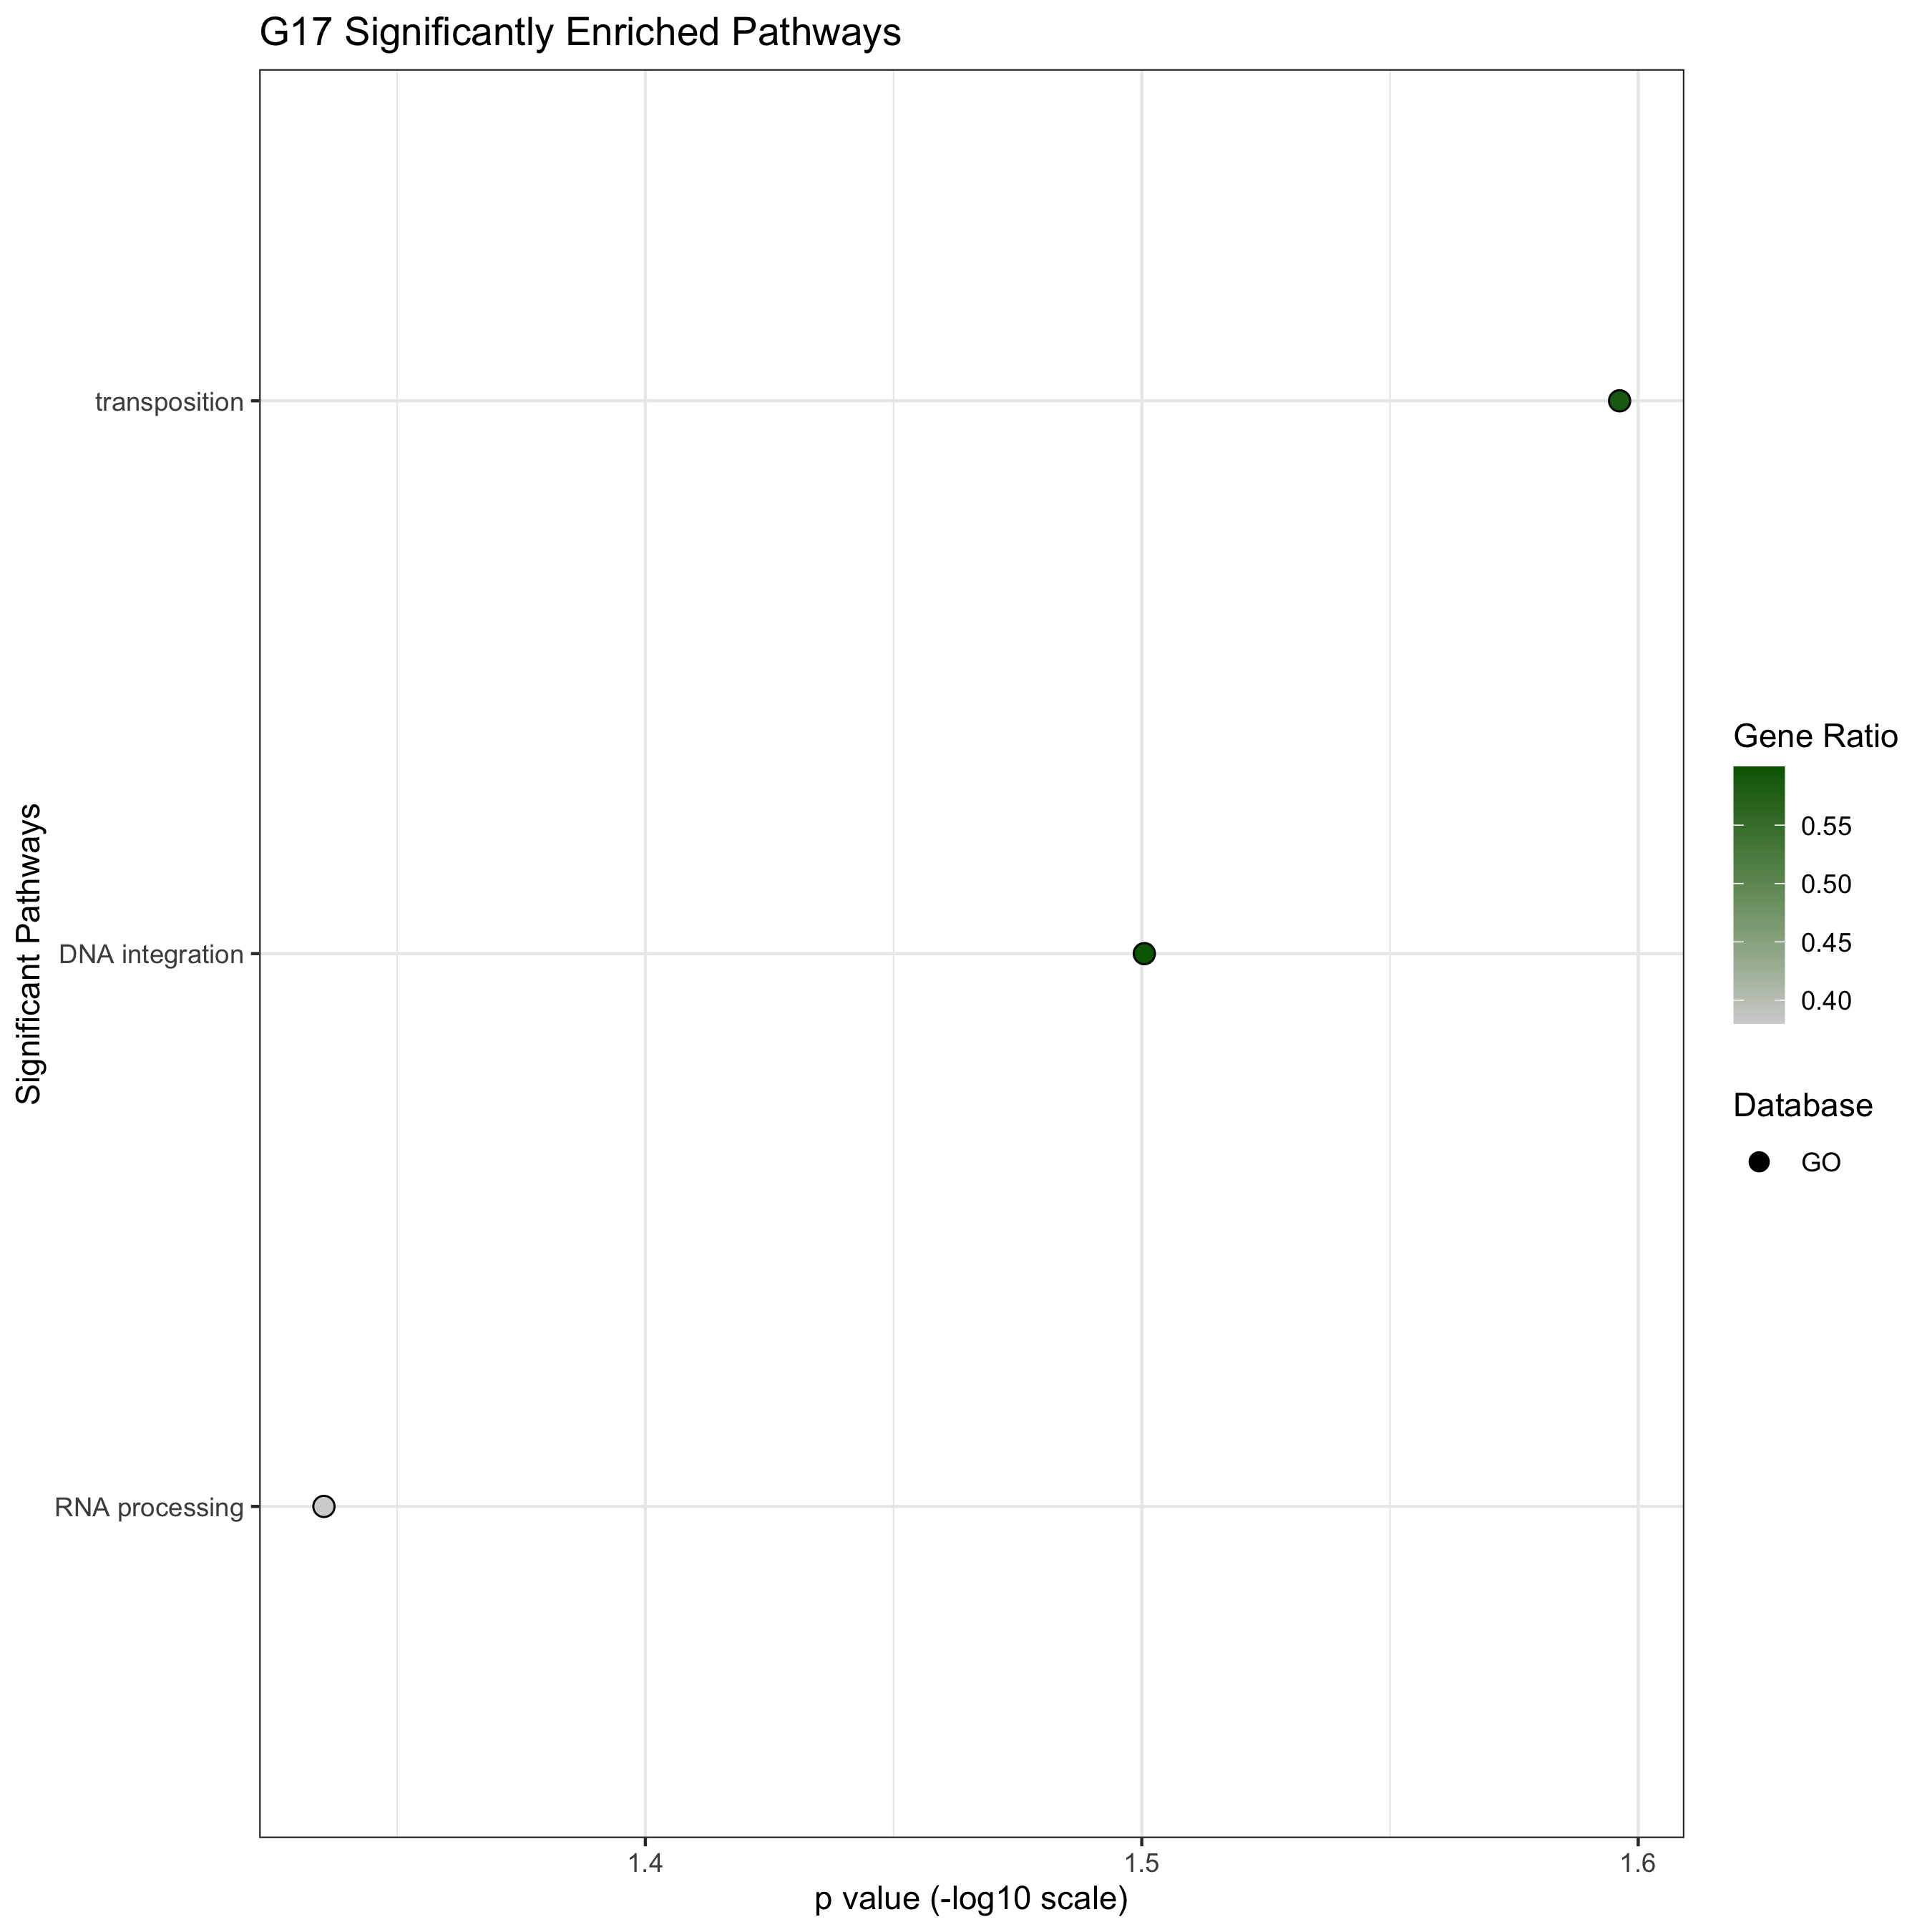 G17 Significantly Enriched Pathways
Significant Pathways
transposition
DNA integration
RNA processing
1.4
1.5
1.6
p value (-log10 scale)
Gene Ratio
0.55
0.50
0.45
0.40
Database
GO